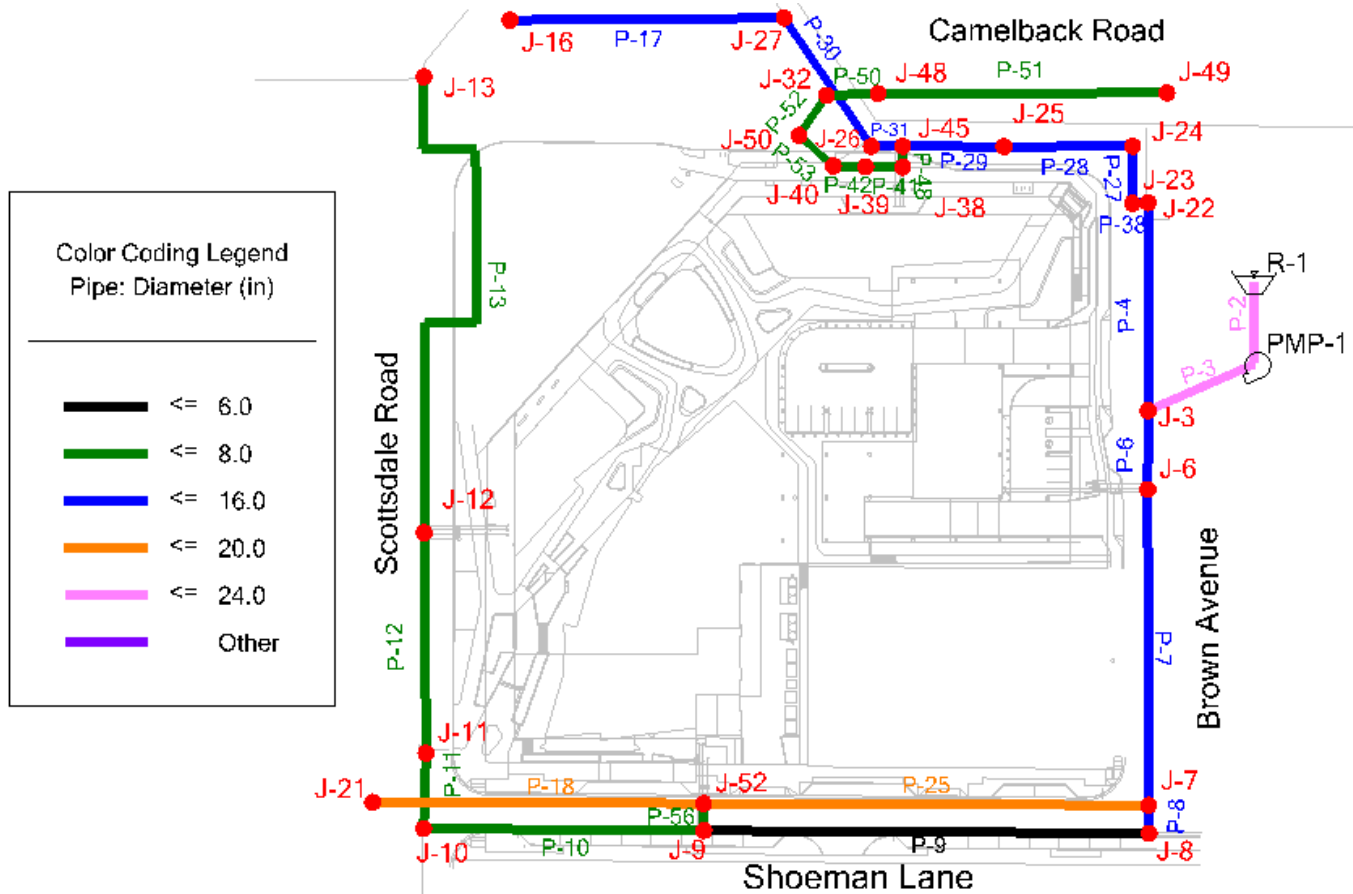 Camelback Road
J-16
P-17
J-27
P-30
J-13
J-32
P-50
J-48
P-51
J-49
P-52
J-25
J-50
J-26
P-31
J-45
P-29
P-28
J-24
P-53
P-48
P-27
J-23
J-40
P-42
P-41
J-39
J-38
P-38
J-22
Color Coding Legend
Pipe: Diameter (in)
<= 6.0
<= 8.0
<= 16.0
<= 20.0
<= 24.0
Other
P-13
P-4
R-1
P-2
PMP-1
P-3
J-3
P-6
J-6
Scottsdale Road
J-12
P-12
P-7
Brown Avenue
J-11
P-11
J-21
P-18
J-52
P-25
J-7
P-56
P-8
J-10
P-10
J-9
P-9
J-8
Shoeman Lane